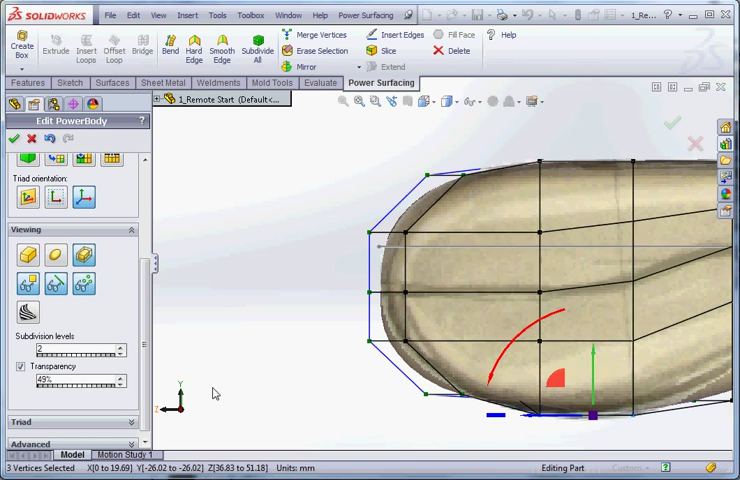 SOLIDWORKS File Edit View Insert Tools Toolbox Window Help Power Surfacing 1_Re...
Create Box
Extrude Edges
Insert Loops
Offset Loop
Bridge
Bend
Hard Edge
Smooth Edge
Subdivide All
Merge Vertices
Erase Selection
Mirror
Insert Edges
Slice
Extend
Fill Face
Delete
Help
Features Sketch Surfaces Sheet Metal Weldments Mold Tools Evaluate Power Surfacing
1_Remote Start (Default<...
Edit PowerBody ?
Triad orientation:
Viewing
Subdivision levels
2
Transparency
49%
Triad
Advanced
Y
Z
Model Motion Study 1
3 Vertices Selected X[0 to 19.69] Y[-26.02 to -26.02] Z[36.83 to 51.18] Units: mm Editing Part Custom